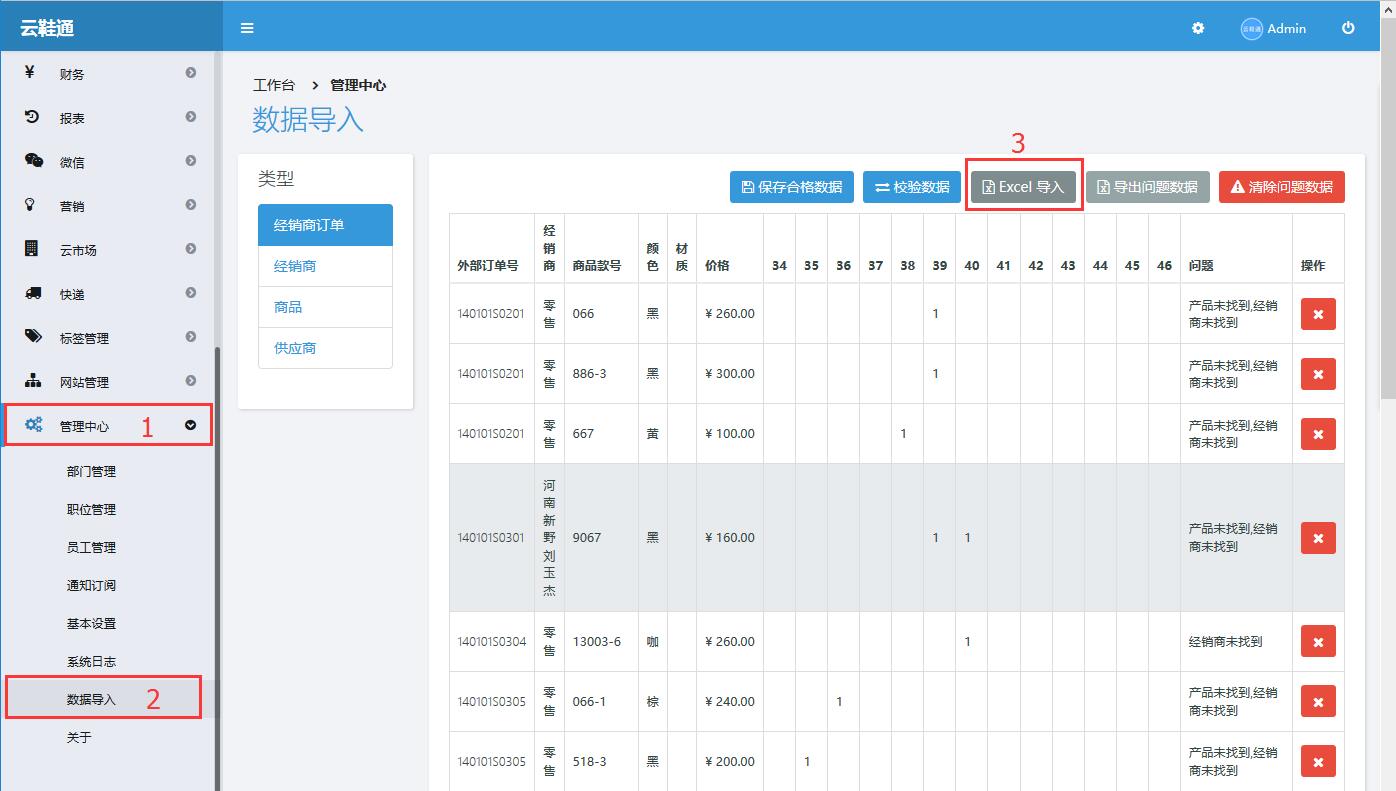 云鞋通
云鞋通 Admin
¥ 财务
报表
微信
营销
云市场
快递
标签管理
网站管理
管理中心 1
部门管理
职位管理
员工管理
通知订阅
基本设置
系统日志
数据导入 2
关于
工作台 > 管理中心
数据导入
类型
经销商订单
经销商
商品
供应商
3
保存合格数据 校验数据 Excel 导入 导出问题数据 清除问题数据
外部订单号 经销商 商品款号 颜色 材质 价格 34 35 36 37 38 39 40 41 42 43 44 45 46 问题 操作
140101S0201 零售 066 黑 ¥ 260.00 1 产品未找到,经销商未找到
140101S0201 零售 886-3 黑 ¥ 300.00 1 产品未找到,经销商未找到
140101S0201 零售 667 黄 ¥ 100.00 1 产品未找到,经销商未找到
140101S0301 河南新野刘玉杰 9067 黑 ¥ 160.00 1 1 产品未找到,经销商未找到
140101S0304 零售 13003-6 咖 ¥ 260.00 1 经销商未找到
140101S0305 零售 066-1 棕 ¥ 240.00 1 产品未找到,经销商未找到
140101S0305 零售 518-3 黑 ¥ 200.00 1 产品未找到,经销商未找到